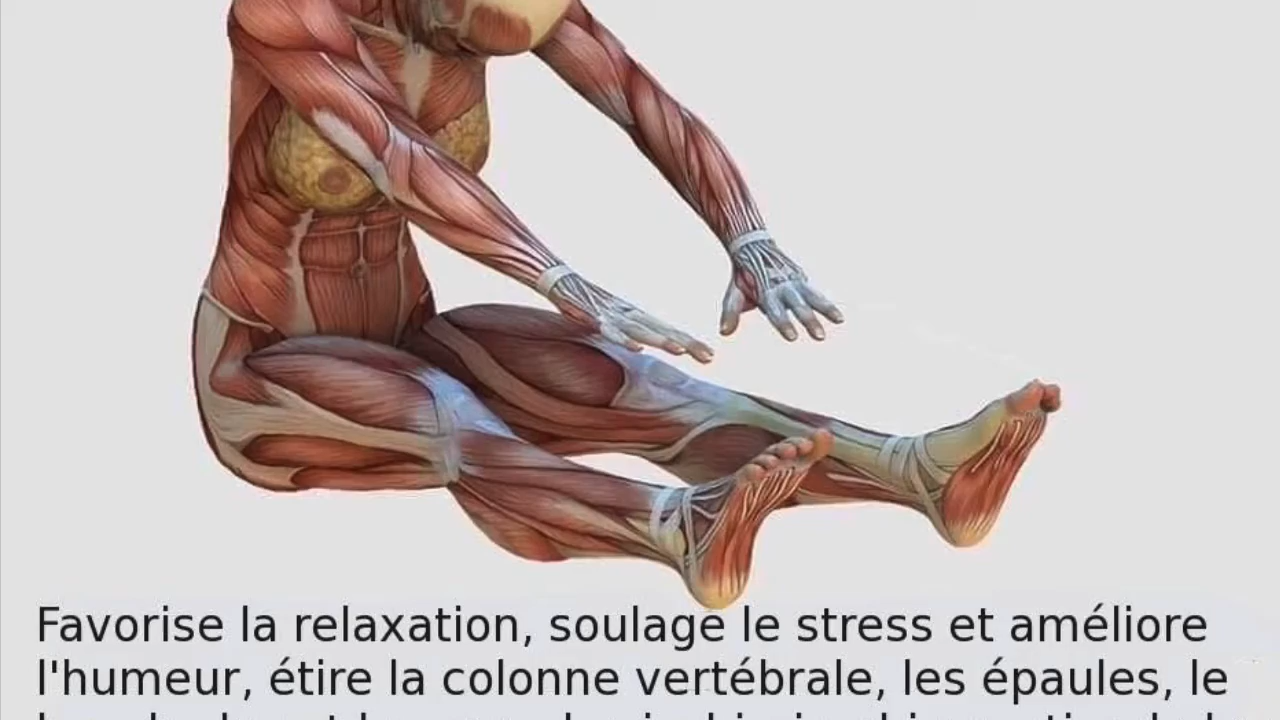 Favorise la relaxation, soulage le stress et améliore
l'humeur, étire la colonne vertébrale, les épaules, le